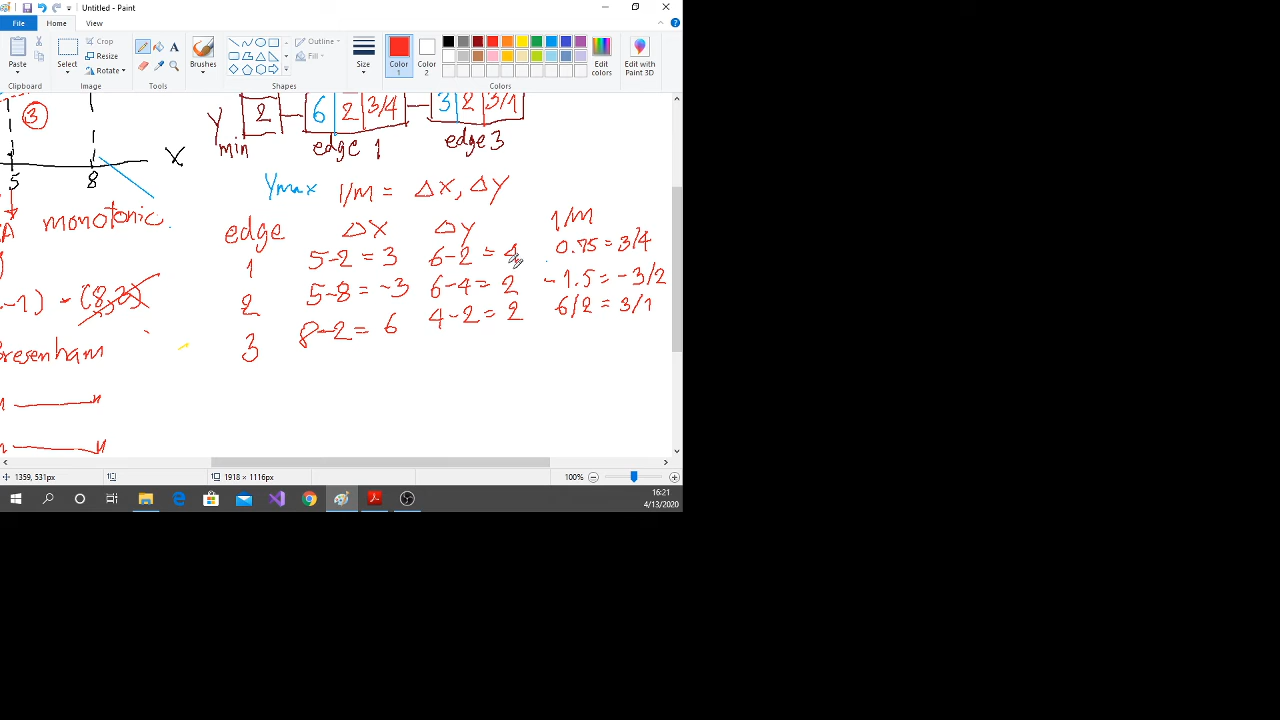 Untitled - Paint
File Home View
Paste Select Crop Resize Rotate Brushes Outline Fill Size Color 1 Color 2 Edit colors Edit with Paint 3D
Clipboard Image Tools Shapes Colors
3
5 8 X
monotonic.
-1) - (8,3)
Bresenham
Y min 2 6 2 3/4 3 2 3/1
edge 1 edge 3
Ymax 1/M = ΔX, ΔY
edge ΔX ΔY 1/M
1 5-2 = 3 6-2 = 4 0.75 = 3/4
2 5-8 = -3 6-4 = 2 -1.5 = -3/2
3 8-2 = 6 4-2 = 2 6/2 = 3/1
1359, 531px 1918 × 1116px 100%
16:21
4/13/2020